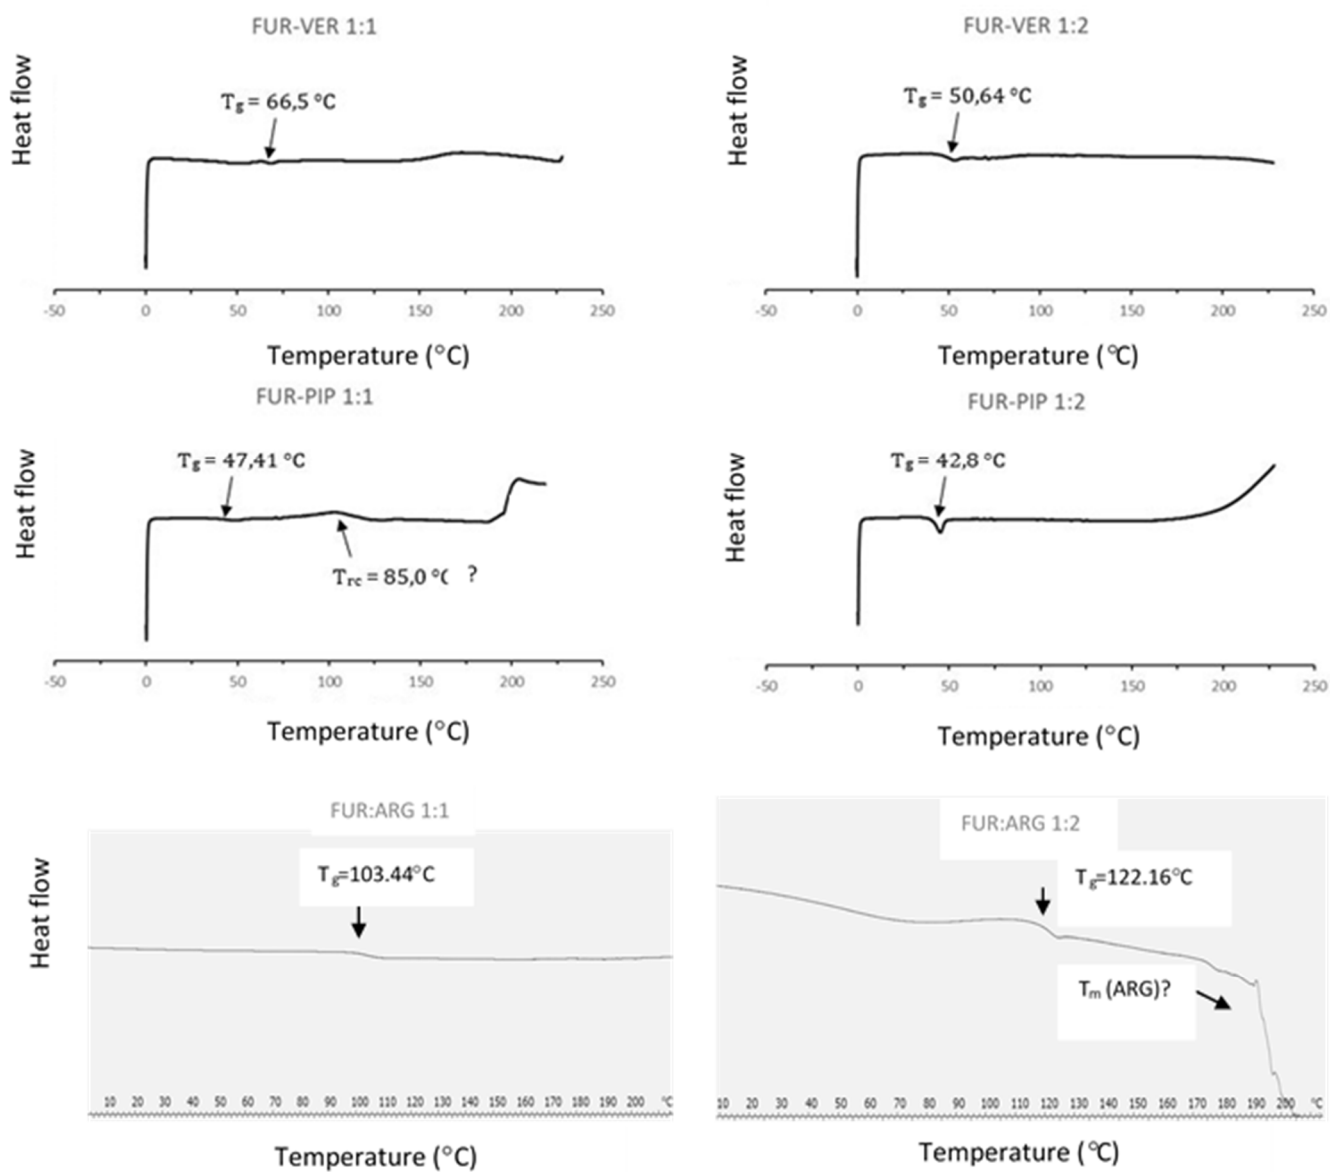 FUR-VER 1:1
Heat flow
Tg = 66,5 °C
-50 0 50 100 150 200 250
Temperature (°C)
FUR-VER 1:2
Heat flow
Tg = 50,64 °C
-50 0 50 100 150 200 250
Temperature (°C)
FUR-PIP 1:1
Heat flow
Tg = 47,41 °C
Trc = 85,0 °C ?
-50 0 50 100 150 200 250
Temperature (°C)
FUR-PIP 1:2
Heat flow
Tg = 42,8 °C
-50 0 50 100 150 200 250
Temperature (°C)
FUR:ARG 1:1
Heat flow
Tg=103.44°C
10 20 30 40 50 60 70 80 90 100 110 120 130 140 150 160 170 180 190 200 °C
Temperature (°C)
FUR:ARG 1:2
Tg=122.16°C
Tm (ARG)?
10 20 30 40 50 60 70 80 90 100 110 120 130 140 150 160 170 180 190 200 °C
Temperature (°C)